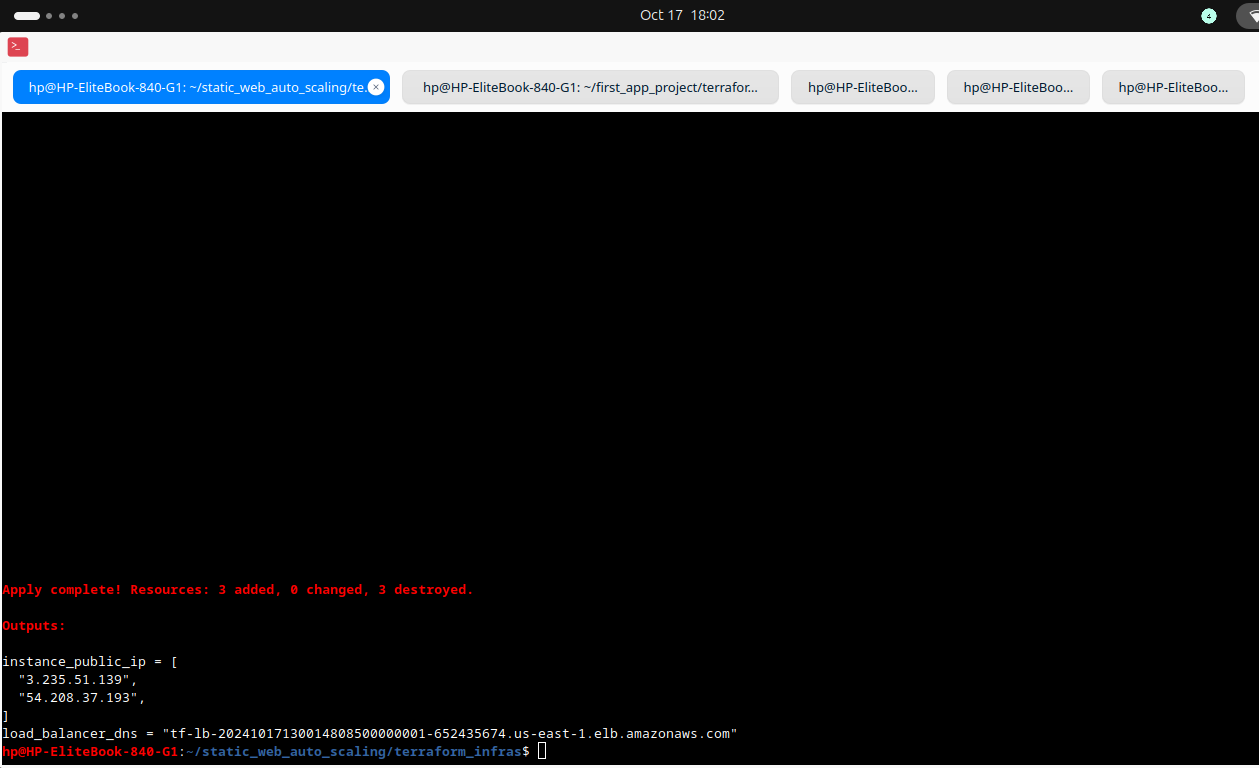 Oct 17 18:02
4
>_
hp@HP-EliteBook-840-G1: ~/static_web_auto_scaling/te...
hp@HP-EliteBook-840-G1: ~/first_app_project/terrafor...
hp@HP-EliteBoo...
hp@HP-EliteBoo...
hp@HP-EliteBoo...
Apply complete! Resources: 3 added, 0 changed, 3 destroyed.
Outputs:
instance_public_ip = [
"3.235.51.139",
"54.208.37.193",
]
load_balancer_dns = "tf-lb-20241017130014808500000001-652435674.us-east-1.elb.amazonaws.com"
hp@HP-EliteBook-840-G1:~/static_web_auto_scaling/terraform_infras$